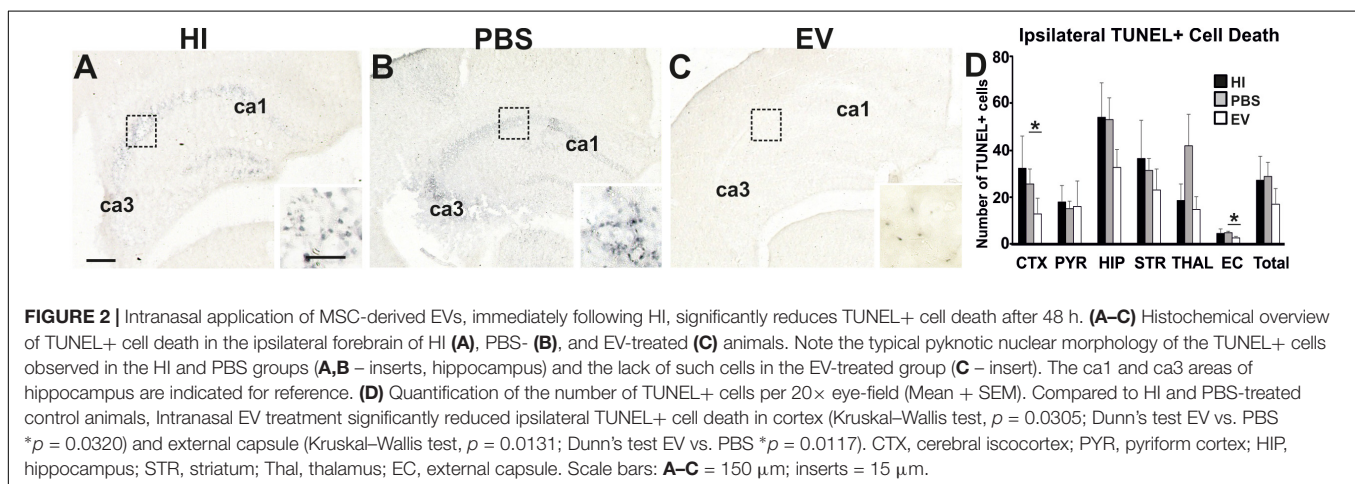 HI
PBS
EV
A
ca1
ca3
B
ca1
ca3
C
ca1
ca3
D
Ipsilateral TUNEL+ Cell Death
Number of TUNEL+ cells
80
60
40
20
0
HI
PBS
EV
*
*
CTX PYR HIP STR THAL EC Total
FIGURE 2 | Intranasal application of MSC-derived EVs, immediately following HI, significantly reduces TUNEL+ cell death after 48 h. (A–C) Histochemical overview
of TUNEL+ cell death in the ipsilateral forebrain of HI (A), PBS- (B), and EV-treated (C) animals. Note the typical pyknotic nuclear morphology of the TUNEL+ cells
observed in the HI and PBS groups (A,B – inserts, hippocampus) and the lack of such cells in the EV-treated group (C – insert). The ca1 and ca3 areas of
hippocampus are indicated for reference. (D) Quantification of the number of TUNEL+ cells per 20× eye-field (Mean + SEM). Compared to HI and PBS-treated
control animals, Intranasal EV treatment significantly reduced ipsilateral TUNEL+ cell death in cortex (Kruskal–Wallis test, p = 0.0305; Dunn's test EV vs. PBS
*p = 0.0320) and external capsule (Kruskal–Wallis test, p = 0.0131; Dunn's test EV vs. PBS *p = 0.0117). CTX, cerebral iscocortex; PYR, pyriform cortex; HIP,
hippocampus; STR, striatum; Thal, thalamus; EC, external capsule. Scale bars: A–C = 150 μm; inserts = 15 μm.